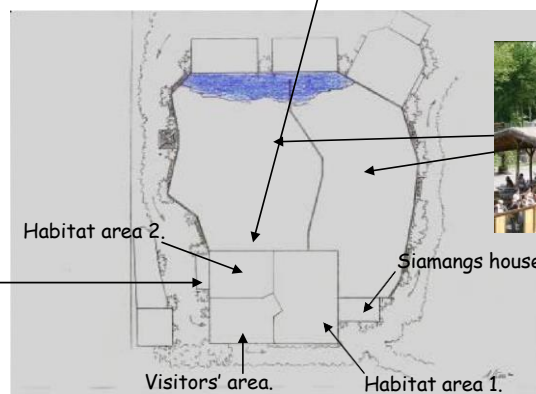 Habitat area 2.
Siamangs house
Visitors' area.
Habitat area 1.